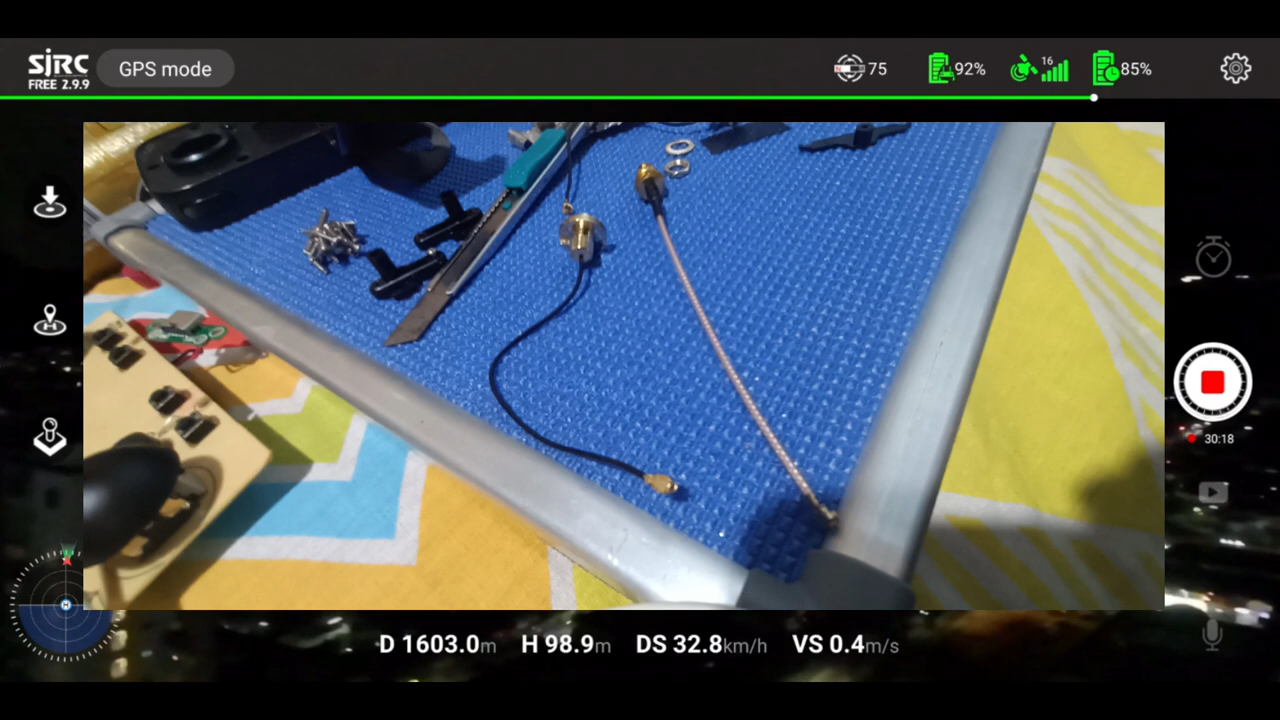 SJRC
FREE 2.9.9
GPS mode
75
92%
16
85%
30:18
H
D 1603.0m H 98.9m DS 32.8km/h VS 0.4m/s